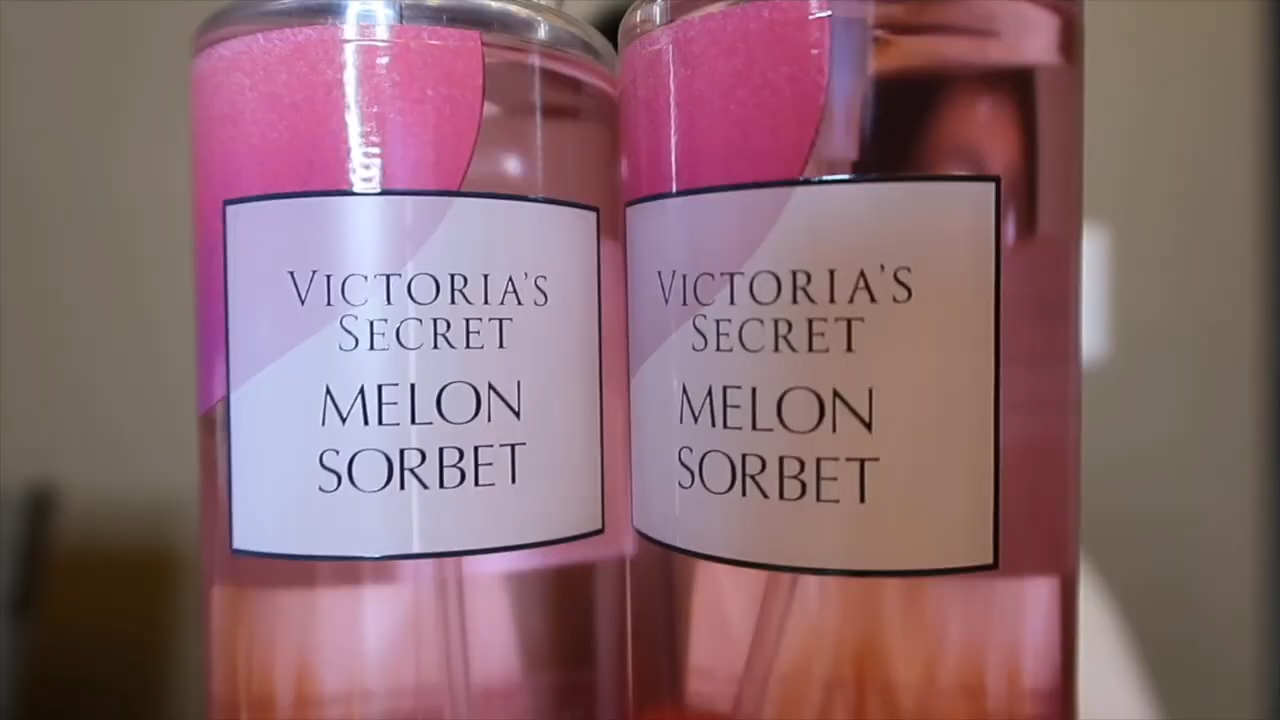 VICTORIA'S
SECRET
MELON
SORBET
VICTORIA'S
SECRET
MELON
SORBET